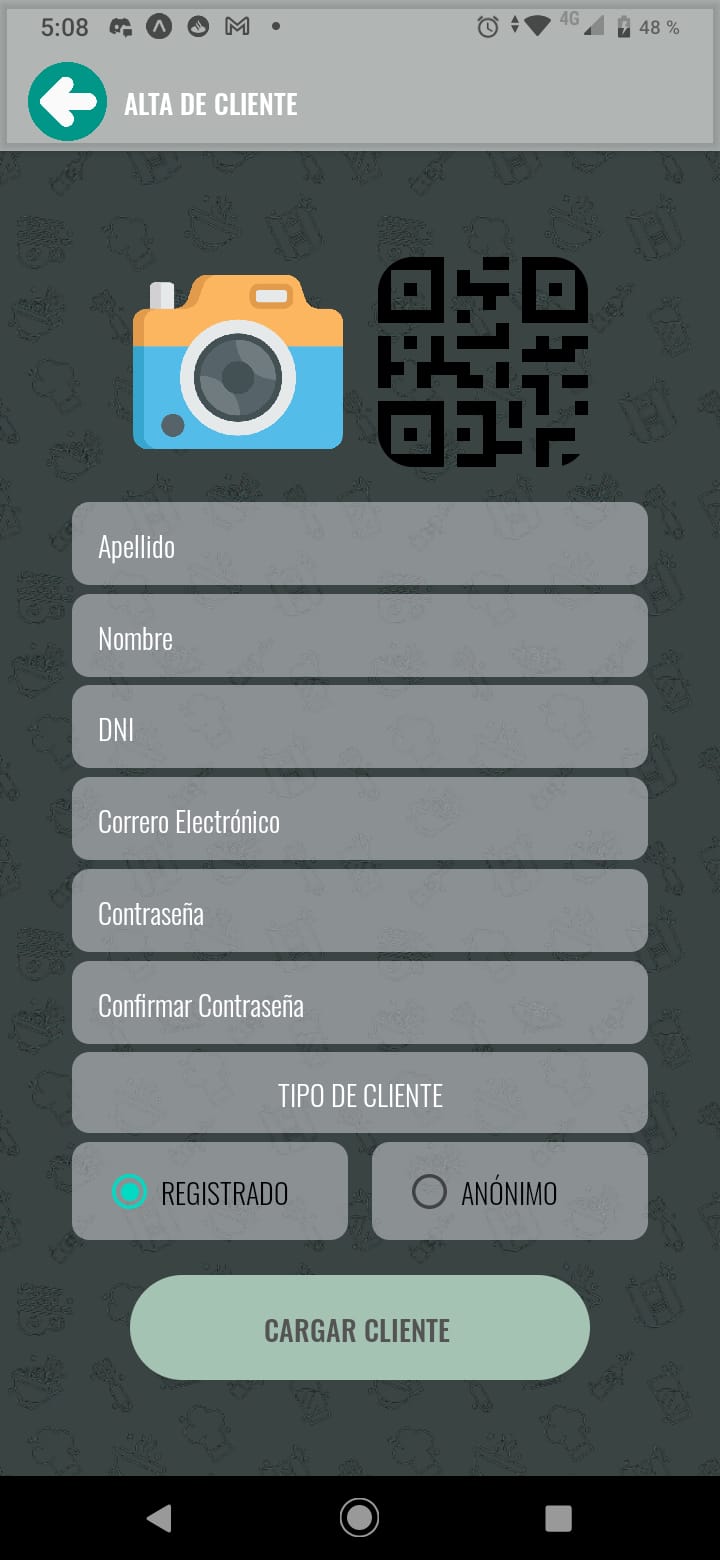 5:08
4G
48 %
ALTA DE CLIENTE
Apellido
Nombre
DNI
Correro Electrónico
Contraseña
Confirmar Contraseña
TIPO DE CLIENTE
REGISTRADO
ANÓNIMO
CARGAR CLIENTE